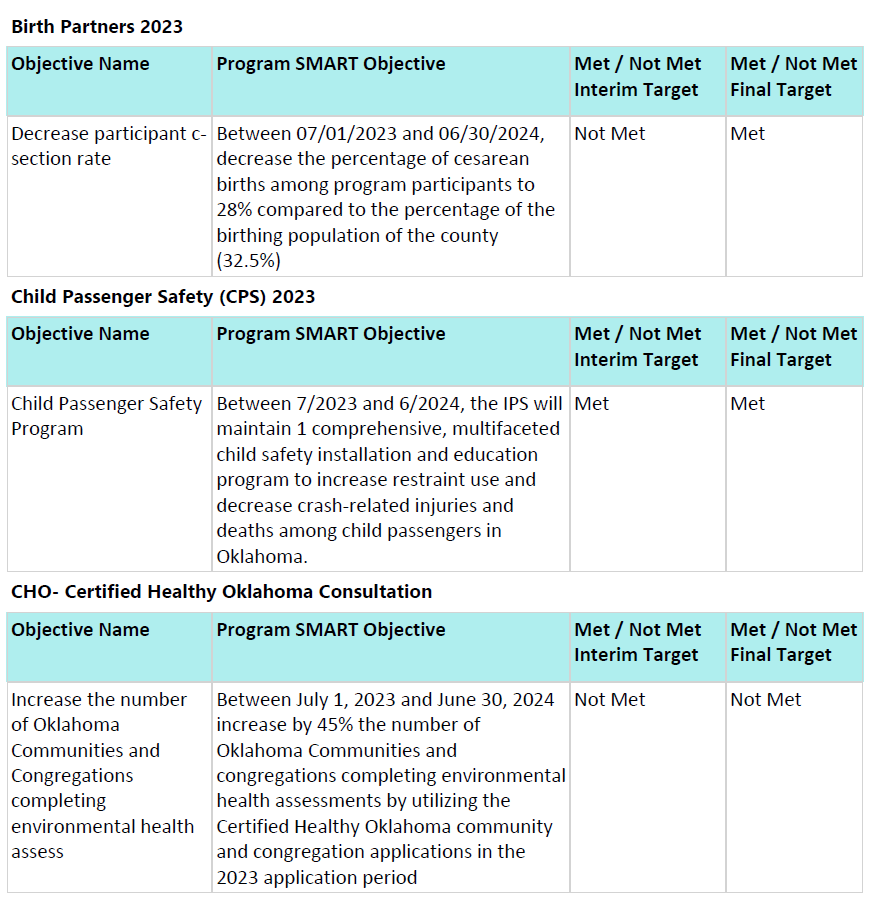 Birth Partners 2023
Objective Name
Program SMART Objective
Met / Not Met
Interim Target
Met / Not Met
Final Target
Decrease participant c-
section rate
Between 07/01/2023 and 06/30/2024,
decrease the percentage of cesarean
births among program participants to
28% compared to the percentage of the
birthing population of the county
(32.5%)
Not Met
Met
Child Passenger Safety (CPS) 2023
Objective Name
Program SMART Objective
Met / Not Met
Interim Target
Met / Not Met
Final Target
Child Passenger Safety
Program
Between 7/2023 and 6/2024, the IPS will
maintain 1 comprehensive, multifaceted
child safety installation and education
program to increase restraint use and
decrease crash-related injuries and
deaths among child passengers in
Oklahoma.
Met
Met
CHO- Certified Healthy Oklahoma Consultation
Objective Name
Program SMART Objective
Met / Not Met
Interim Target
Met / Not Met
Final Target
Increase the number
of Oklahoma
Communities and
Congregations
completing
environmental health
assess
Between July 1, 2023 and June 30, 2024
increase by 45% the number of
Oklahoma Communities and
congregations completing environmental
health assessments by utilizing the
Certified Healthy Oklahoma community
and congregation applications in the
2023 application period
Not Met
Not Met